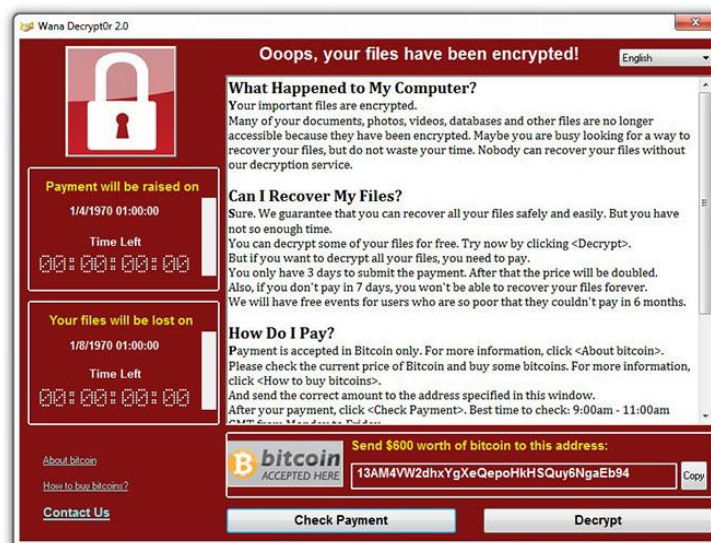 Wana Decrypt0r 2.0
Ooops, your files have been encrypted!
English
Payment will be raised on
1/4/1970 01:00:00
Time Left
00:00:00:00
Your files will be lost on
1/8/1970 01:00:00
Time Left
00:00:00:00
About bitcoin
How to buy bitcoins?
Contact Us
What Happened to My Computer?
Your important files are encrypted.
Many of your documents, photos, videos, databases and other files are no longer
accessible because they have been encrypted. Maybe you are busy looking for a way to
recover your files, but do not waste your time. Nobody can recover your files without
our decryption service.
Can I Recover My Files?
Sure. We guarantee that you can recover all your files safely and easily. But you have
not so enough time.
You can decrypt some of your files for free. Try now by clicking <Decrypt>.
But if you want to decrypt all your files, you need to pay.
You only have 3 days to submit the payment. After that the price will be doubled.
Also, if you don't pay in 7 days, you won't be able to recover your files forever.
We will have free events for users who are so poor that they couldn't pay in 6 months.
How Do I Pay?
Payment is accepted in Bitcoin only. For more information, click <About bitcoin>.
Please check the current price of Bitcoin and buy some bitcoins. For more information,
click <How to buy bitcoins>.
And send the correct amount to the address specified in this window.
After your payment, click <Check Payment>. Best time to check: 9:00am - 11:00am
GMT from Monday to Friday
bitcoin
ACCEPTED HERE
Send $600 worth of bitcoin to this address:
13AM4VW2dhxYgXeQepoHkHSQuy6NgaEb94
Copy
Check Payment
Decrypt